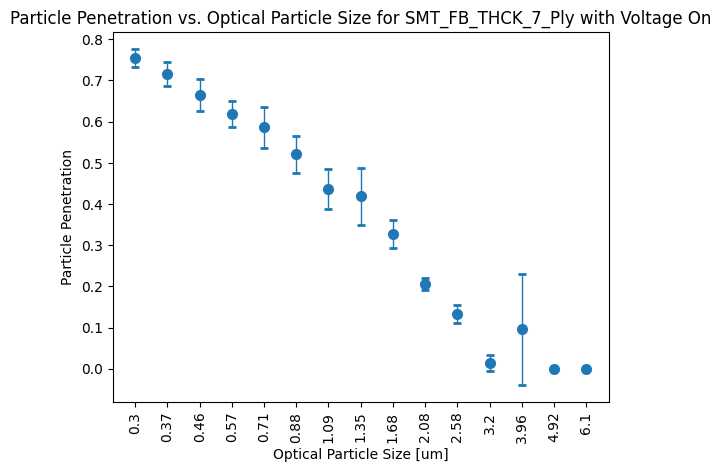 Particle Penetration vs. Optical Particle Size for SMT_FB_THCK_7_Ply with Voltage On
Particle Penetration
0.8
0.7
0.6
0.5
0.4
0.3
0.2
0.1
0.0
0.3 0.37 0.46 0.57 0.71 0.88 1.09 1.35 1.68 2.08 2.58 3.2 3.96 4.92 6.1
Optical Particle Size [um]